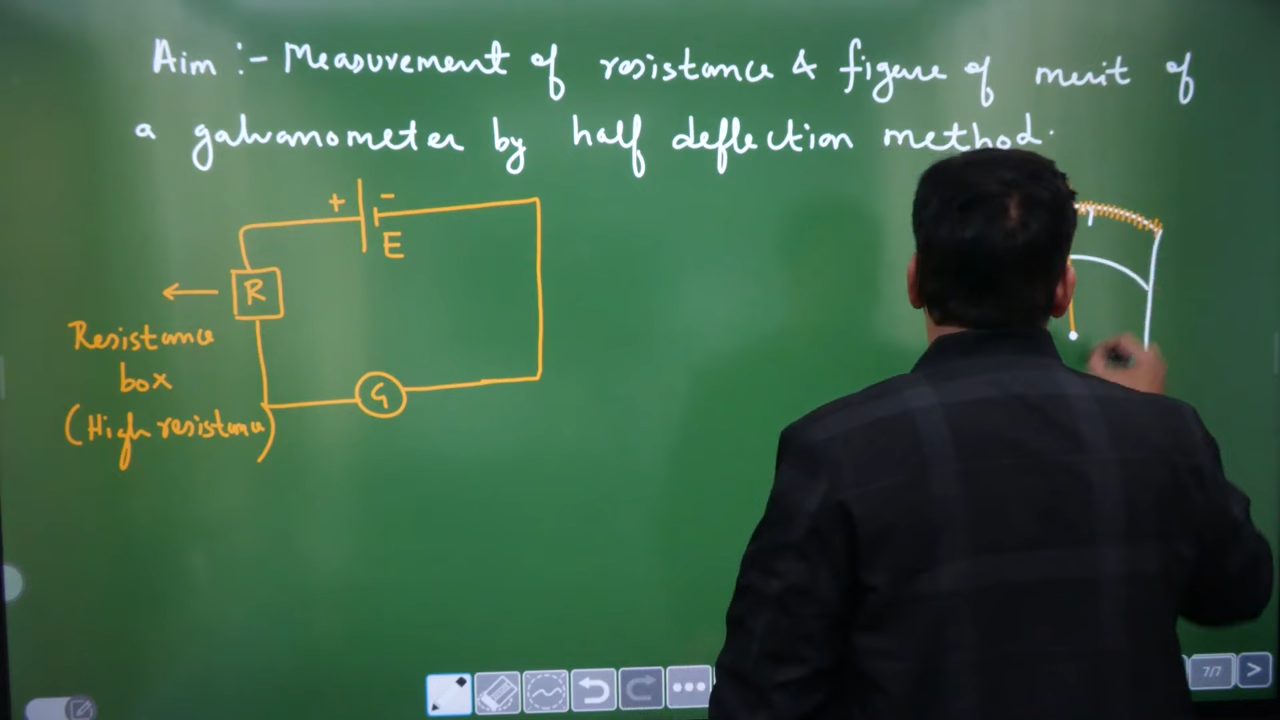 Aim :- Measurement of resistance & figure of merit of
a galvanometer by half deflection method.
+ -
E
R
Resistance
box
(High resistance)
G
7/7 >